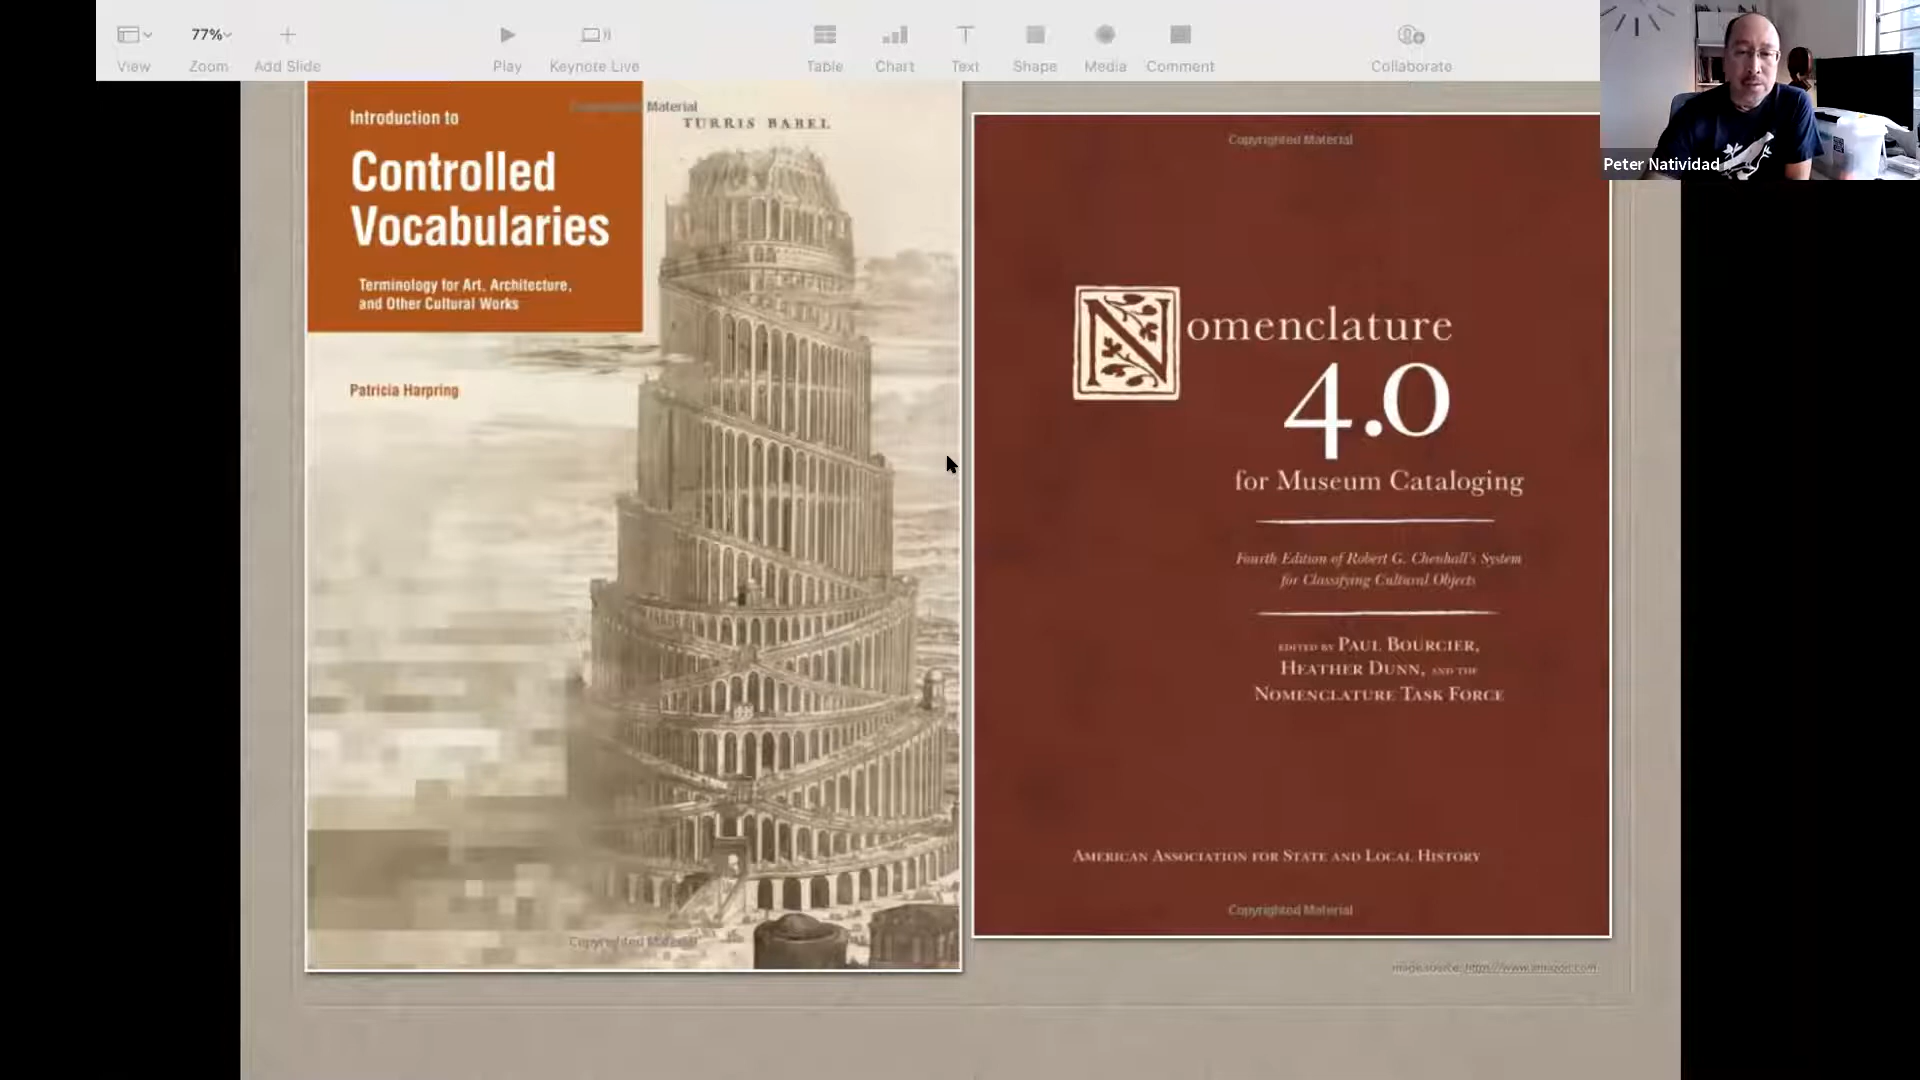 77%
View
Zoom
Add Slide
Play
Keynote Live
Table
Chart
Text
Shape
Media
Comment
Collaborate
Peter Natividad
Introduction to
Controlled
Vocabularies
Terminology for Art, Architecture,
and Other Cultural Works
Patricia Harpring
Copyrighted Material
TURRIS BABEL
Copyrighted Material
Copyrighted Material
Nomenclature
4.0
for Museum Cataloging
Fourth Edition of Robert G. Chenhall's System
for Classifying Cultural Objects
EDITED BY PAUL BOURCIER,
HEATHER DUNN, AND THE
NOMENCLATURE TASK FORCE
AMERICAN ASSOCIATION FOR STATE AND LOCAL HISTORY
Copyrighted Material
image source: https://www.amazon.com